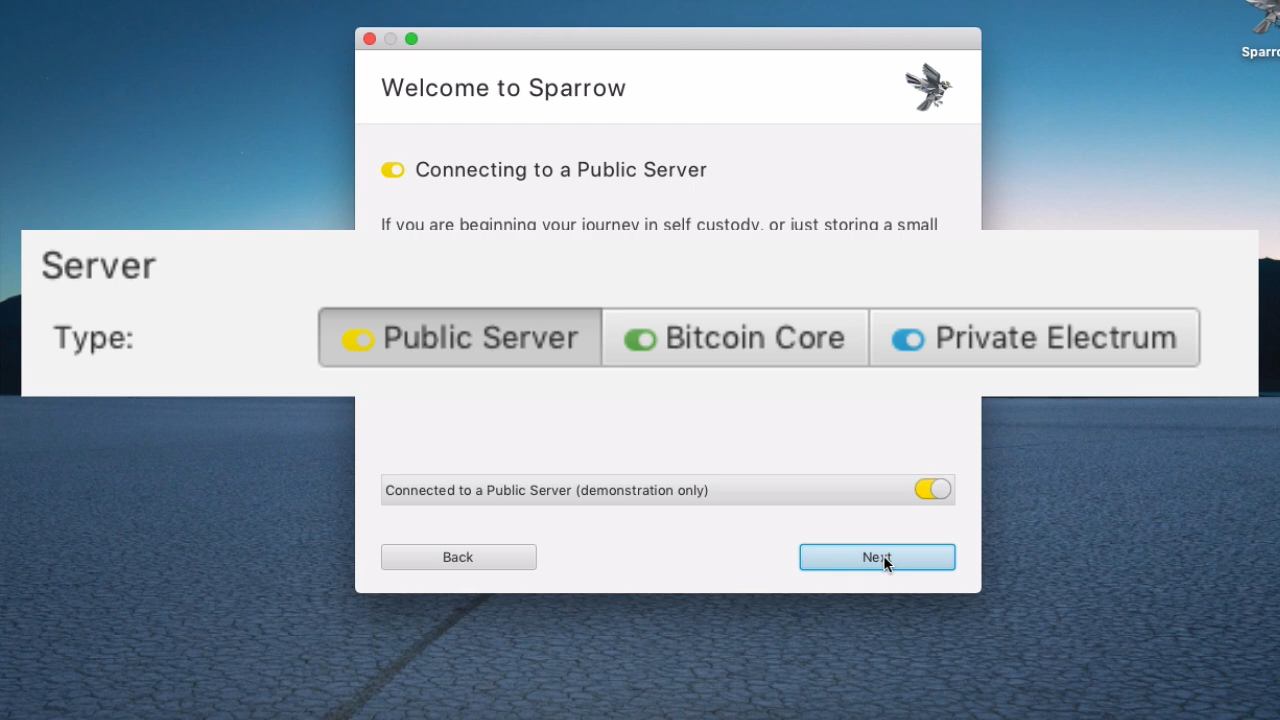 Sparro
Welcome to Sparrow
Connecting to a Public Server
If you are beginning your journey in self custody, or just storing a small
Server
Type: Public Server Bitcoin Core Private Electrum
Connected to a Public Server (demonstration only)
Back Next